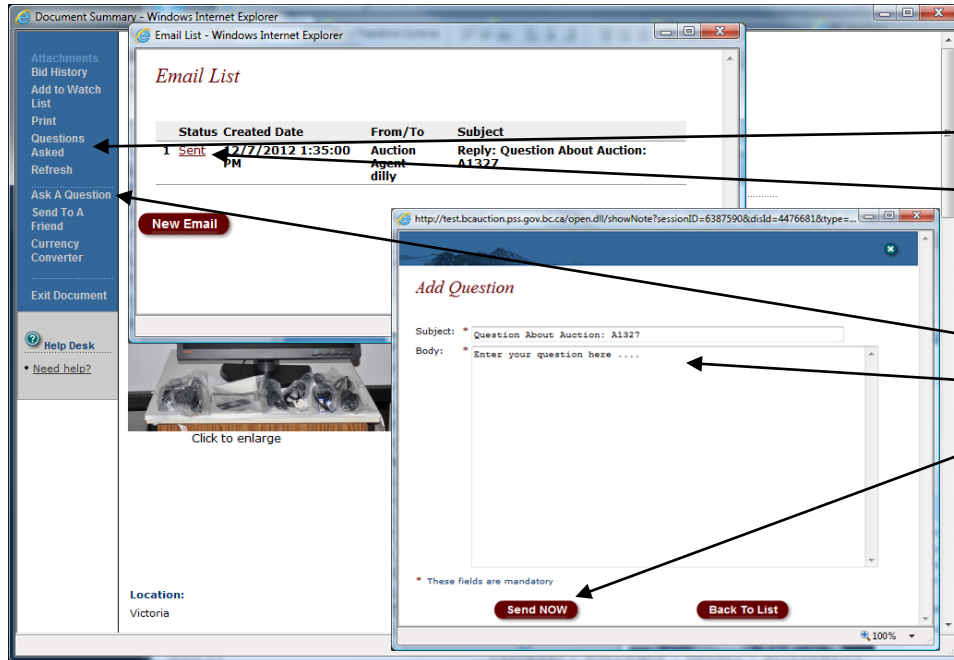 Document Summary - Windows Internet Explorer
Email List - Windows Internet Explorer
Attachments
Bid History
Add to Watch
List
Print
Questions
Asked
Refresh
Ask A Question
Send To A
Friend
Currency
Converter
Exit Document
Help Desk
• Need help?
Email List
Status Created Date From/To Subject
1 Sent 12/7/2012 1:35:00 Auction Reply: Question About Auction:
PM Agent A1327
dilly
New Email
Click to enlarge
Location:
Victoria
http://test.bcauction.pss.gov.bc.ca/open.dll/showNote?sessionID=6387590&disId=4476681&type=...
Add Question
Subject: * Question About Auction: A1327
Body: * Enter your question here ....
* These fields are mandatory
Send NOW Back To List
100%